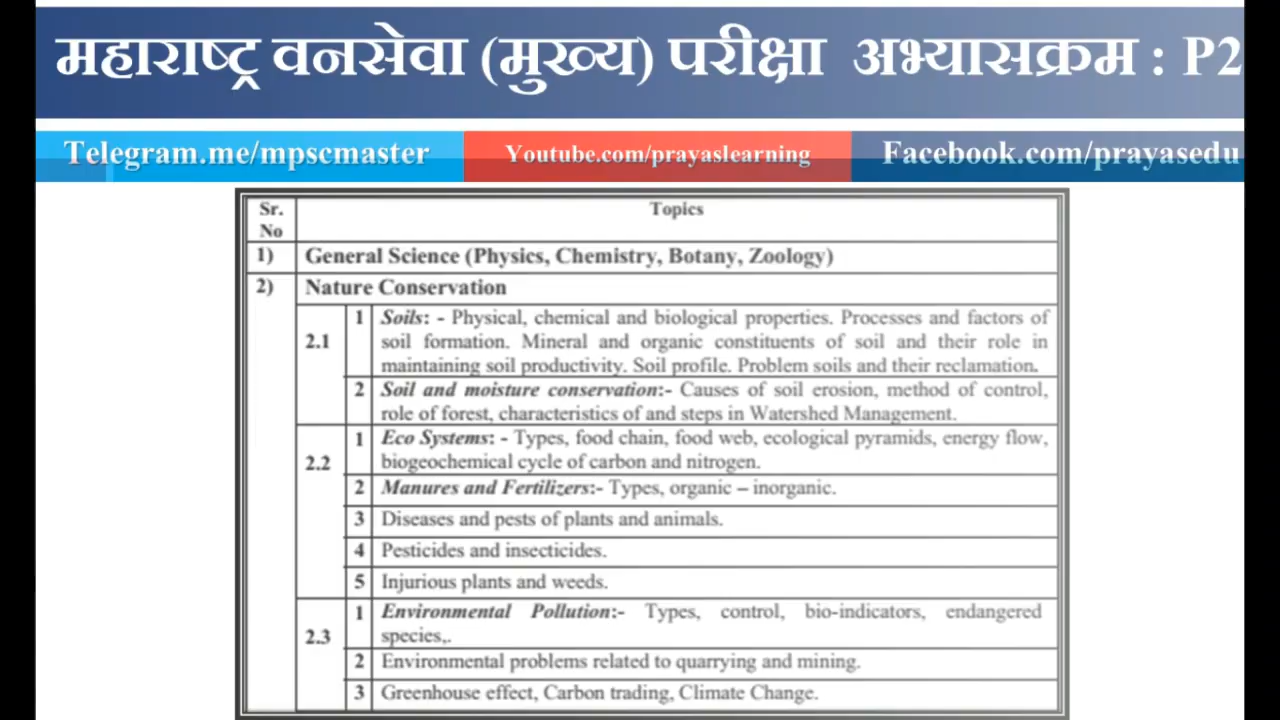 महाराष्ट्र वनसेवा (मुख्य) परीक्षा अभ्यासक्रम : P2
Telegram.me/mpscmaster Youtube.com/prayaslearning Facebook.com/prayasedu
Sr. No Topics
1) General Science (Physics, Chemistry, Botany, Zoology)
2) Nature Conservation
2.1 1 Soils: - Physical, chemical and biological properties. Processes and factors of
soil formation. Mineral and organic constituents of soil and their role in
maintaining soil productivity. Soil profile. Problem soils and their reclamation.
2 Soil and moisture conservation:- Causes of soil erosion, method of control,
role of forest, characteristics of and steps in Watershed Management.
2.2 1 Eco Systems: - Types, food chain, food web, ecological pyramids, energy flow,
biogeochemical cycle of carbon and nitrogen.
2 Manures and Fertilizers:- Types, organic – inorganic.
3 Diseases and pests of plants and animals.
4 Pesticides and insecticides.
5 Injurious plants and weeds.
2.3 1 Environmental Pollution:- Types, control, bio-indicators, endangered
species,.
2 Environmental problems related to quarrying and mining.
3 Greenhouse effect, Carbon trading, Climate Change.